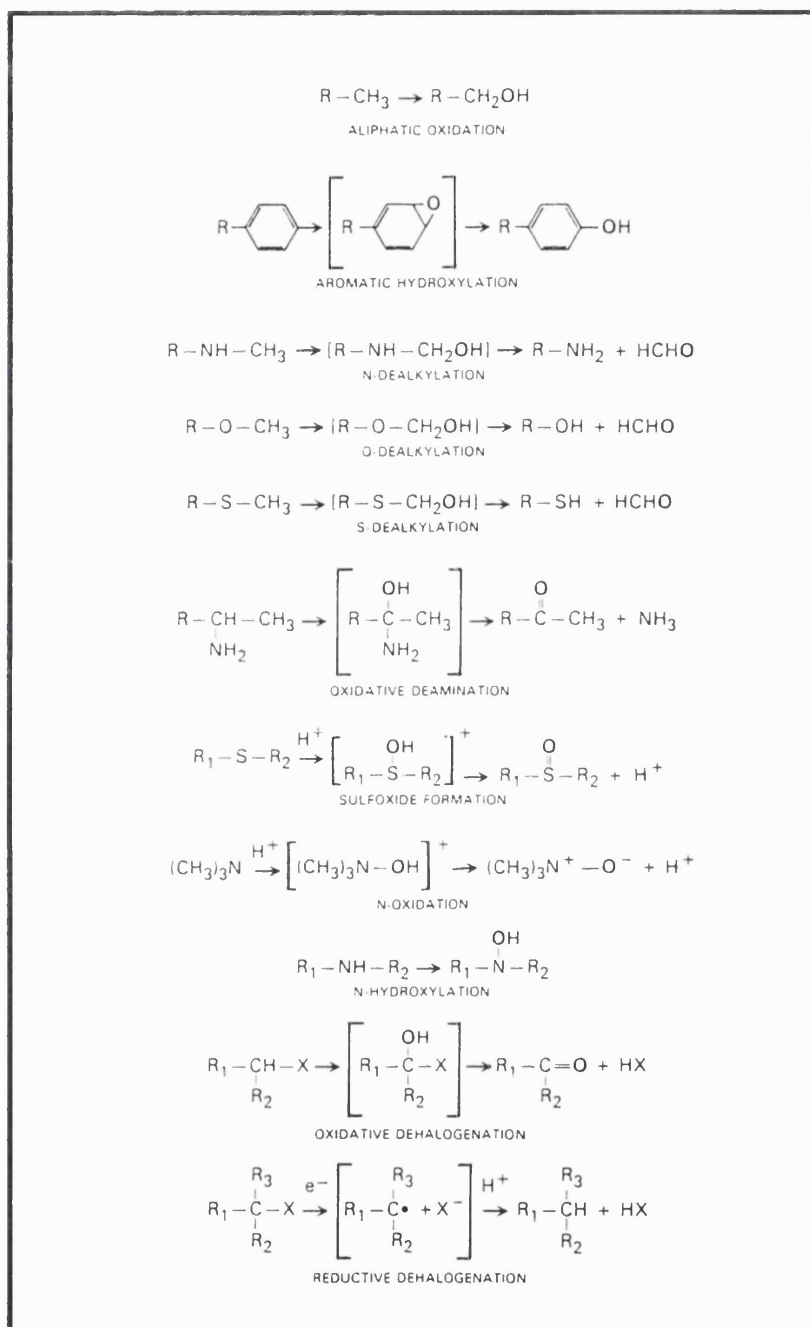 R–CH₃ → R–CH₂OH
ALIPHATIC OXIDATION
R → [R O] → R OH
AROMATIC HYDROXYLATION
R–NH–CH₃ → [R–NH–CH₂OH] → R–NH₂ + HCHO
N-DEALKYLATION
R–O–CH₃ → [R–O–CH₂OH] → R–OH + HCHO
O-DEALKYLATION
R–S–CH₃ → [R–S–CH₂OH] → R–SH + HCHO
S-DEALKYLATION
OH O
R–CH–CH₃ → [R–C–CH₃] → R–C–CH₃ + NH₃
NH₂ NH₂
OXIDATIVE DEAMINATION
H⁺ OH + O
R₁–S–R₂ → [R₁–S–R₂] → R₁–S–R₂ + H⁺
SULFOXIDE FORMATION
(CH₃)₃N H⁺ → [(CH₃)₃N–OH]⁺ → (CH₃)₃N⁺–O⁻ + H⁺
N-OXIDATION
OH
R₁–NH–R₂ → R₁–N–R₂
N-HYDROXYLATION
OH
R₁–CH–X → [R₁–C–X] → R₁–C=O + HX
R₂ R₂ R₂
OXIDATIVE DEHALOGENATION
R₃ e⁻ R₃ H⁺ R₃
R₁–C–X → [R₁–C• + X⁻] → R₁–CH + HX
R₂ R₂ R₂
REDUCTIVE DEHALOGENATION